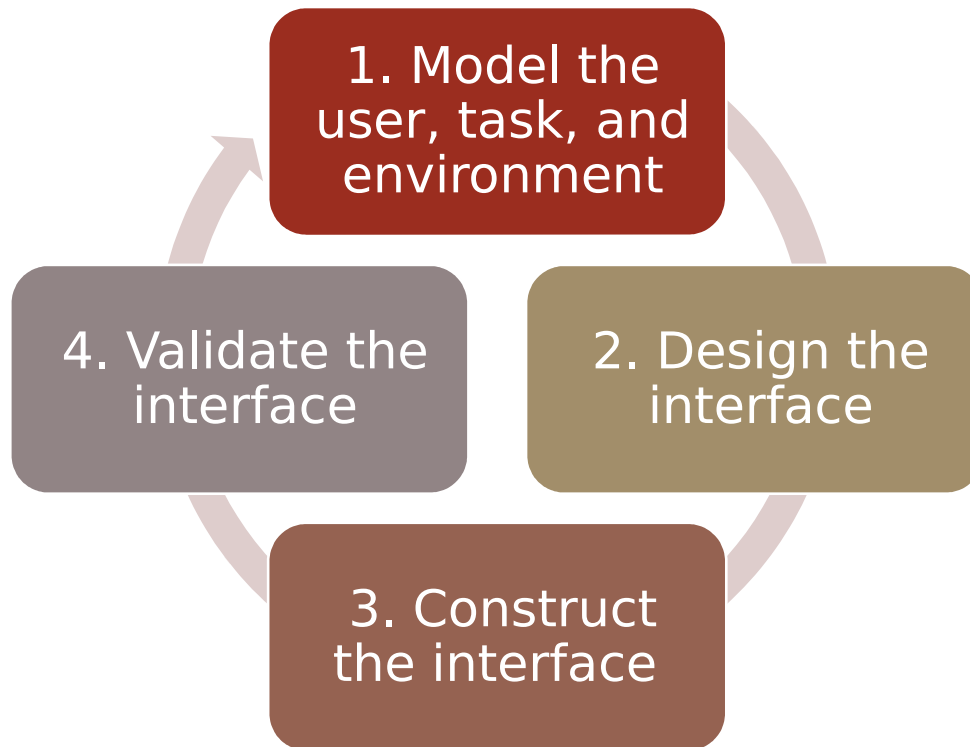 1. Model the
user, task, and
environment
2. Design the
interface
3. Construct
the interface
4. Validate the
interface